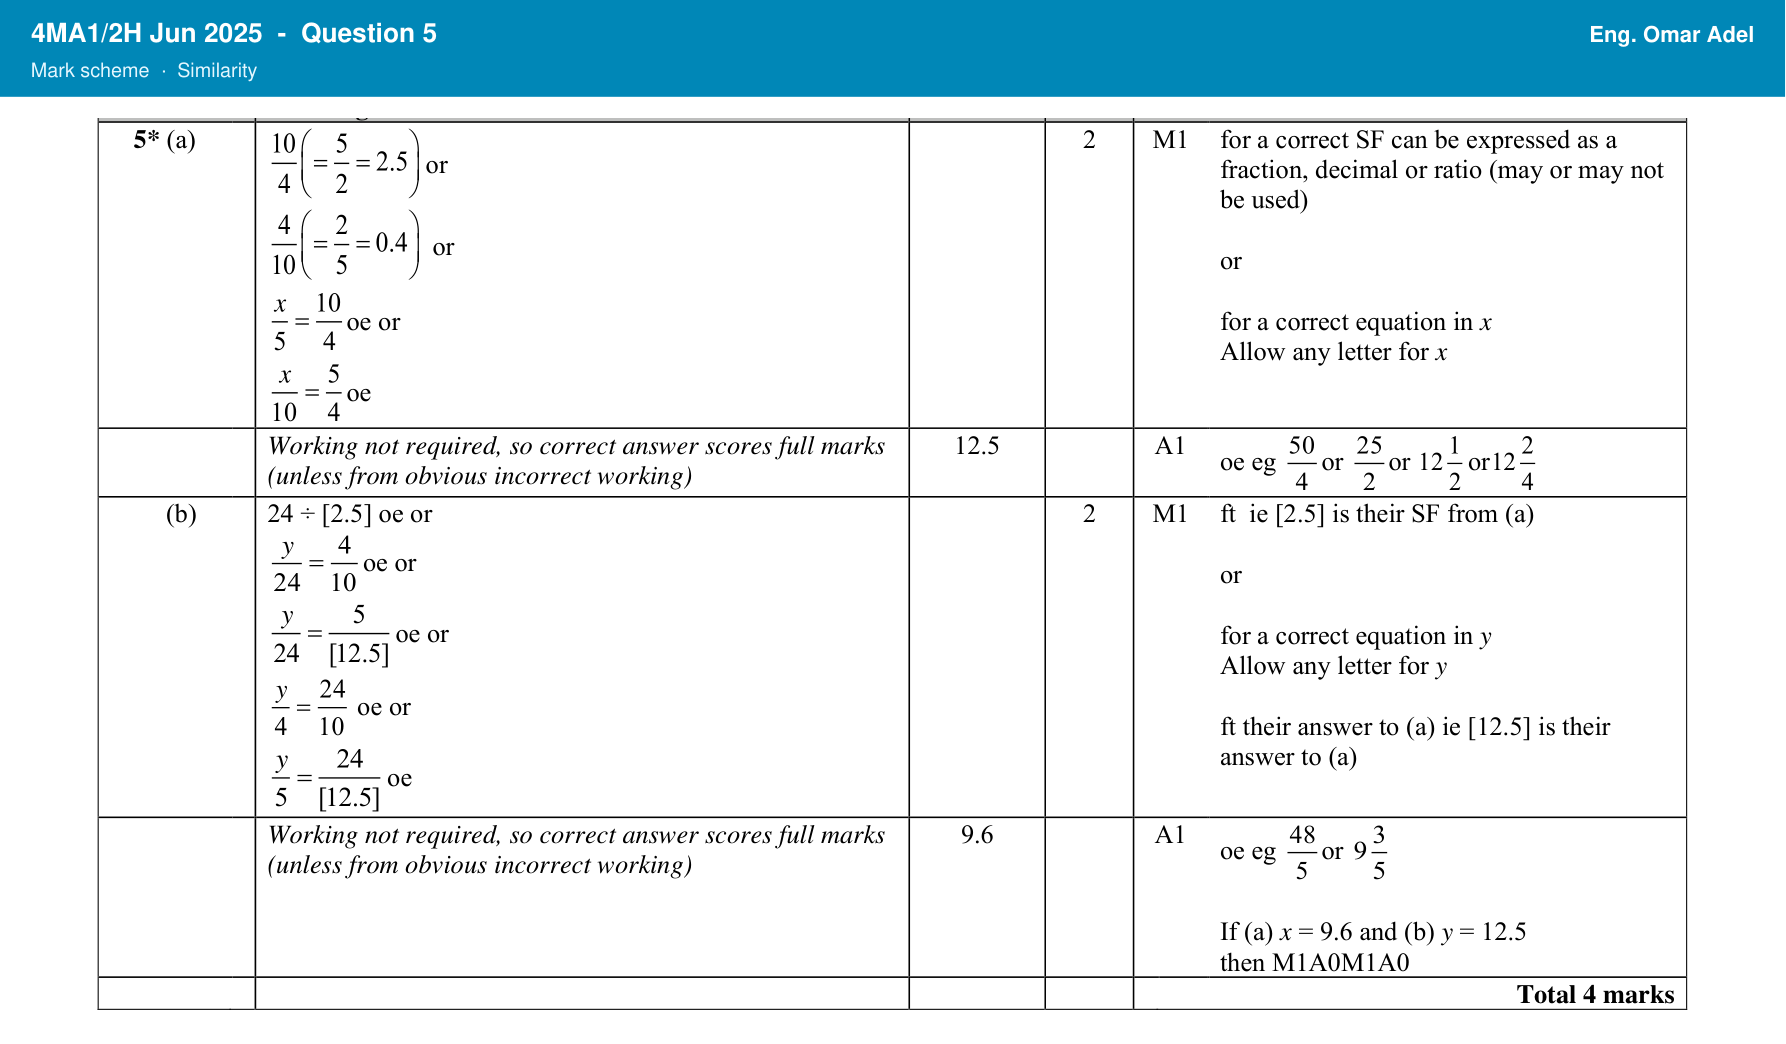 4MA1/2H Jun 2025 - Question 5
Eng. Omar Adel
Mark scheme · Similarity
5* (a)
10/4 (= 5/2 = 2.5) or
4/10 (= 2/5 = 0.4) or
x/5 = 10/4 oe or
x/10 = 5/4 oe
2
M1
for a correct SF can be expressed as a
fraction, decimal or ratio (may or may not
be used)
or
for a correct equation in x
Allow any letter for x
Working not required, so correct answer scores full marks
(unless from obvious incorrect working)
12.5
A1
oe eg 50/4 or 25/2 or 12 1/2 or12 2/4
(b)
24 ÷ [2.5] oe or
y/24 = 4/10 oe or
y/24 = 5/[12.5] oe or
y/4 = 24/10 oe or
y/5 = 24/[12.5] oe
2
M1
ft ie [2.5] is their SF from (a)
or
for a correct equation in y
Allow any letter for y
ft their answer to (a) ie [12.5] is their
answer to (a)
Working not required, so correct answer scores full marks
(unless from obvious incorrect working)
9.6
A1
oe eg 48/5 or 9 3/5
If (a) x = 9.6 and (b) y = 12.5
then M1A0M1A0
Total 4 marks